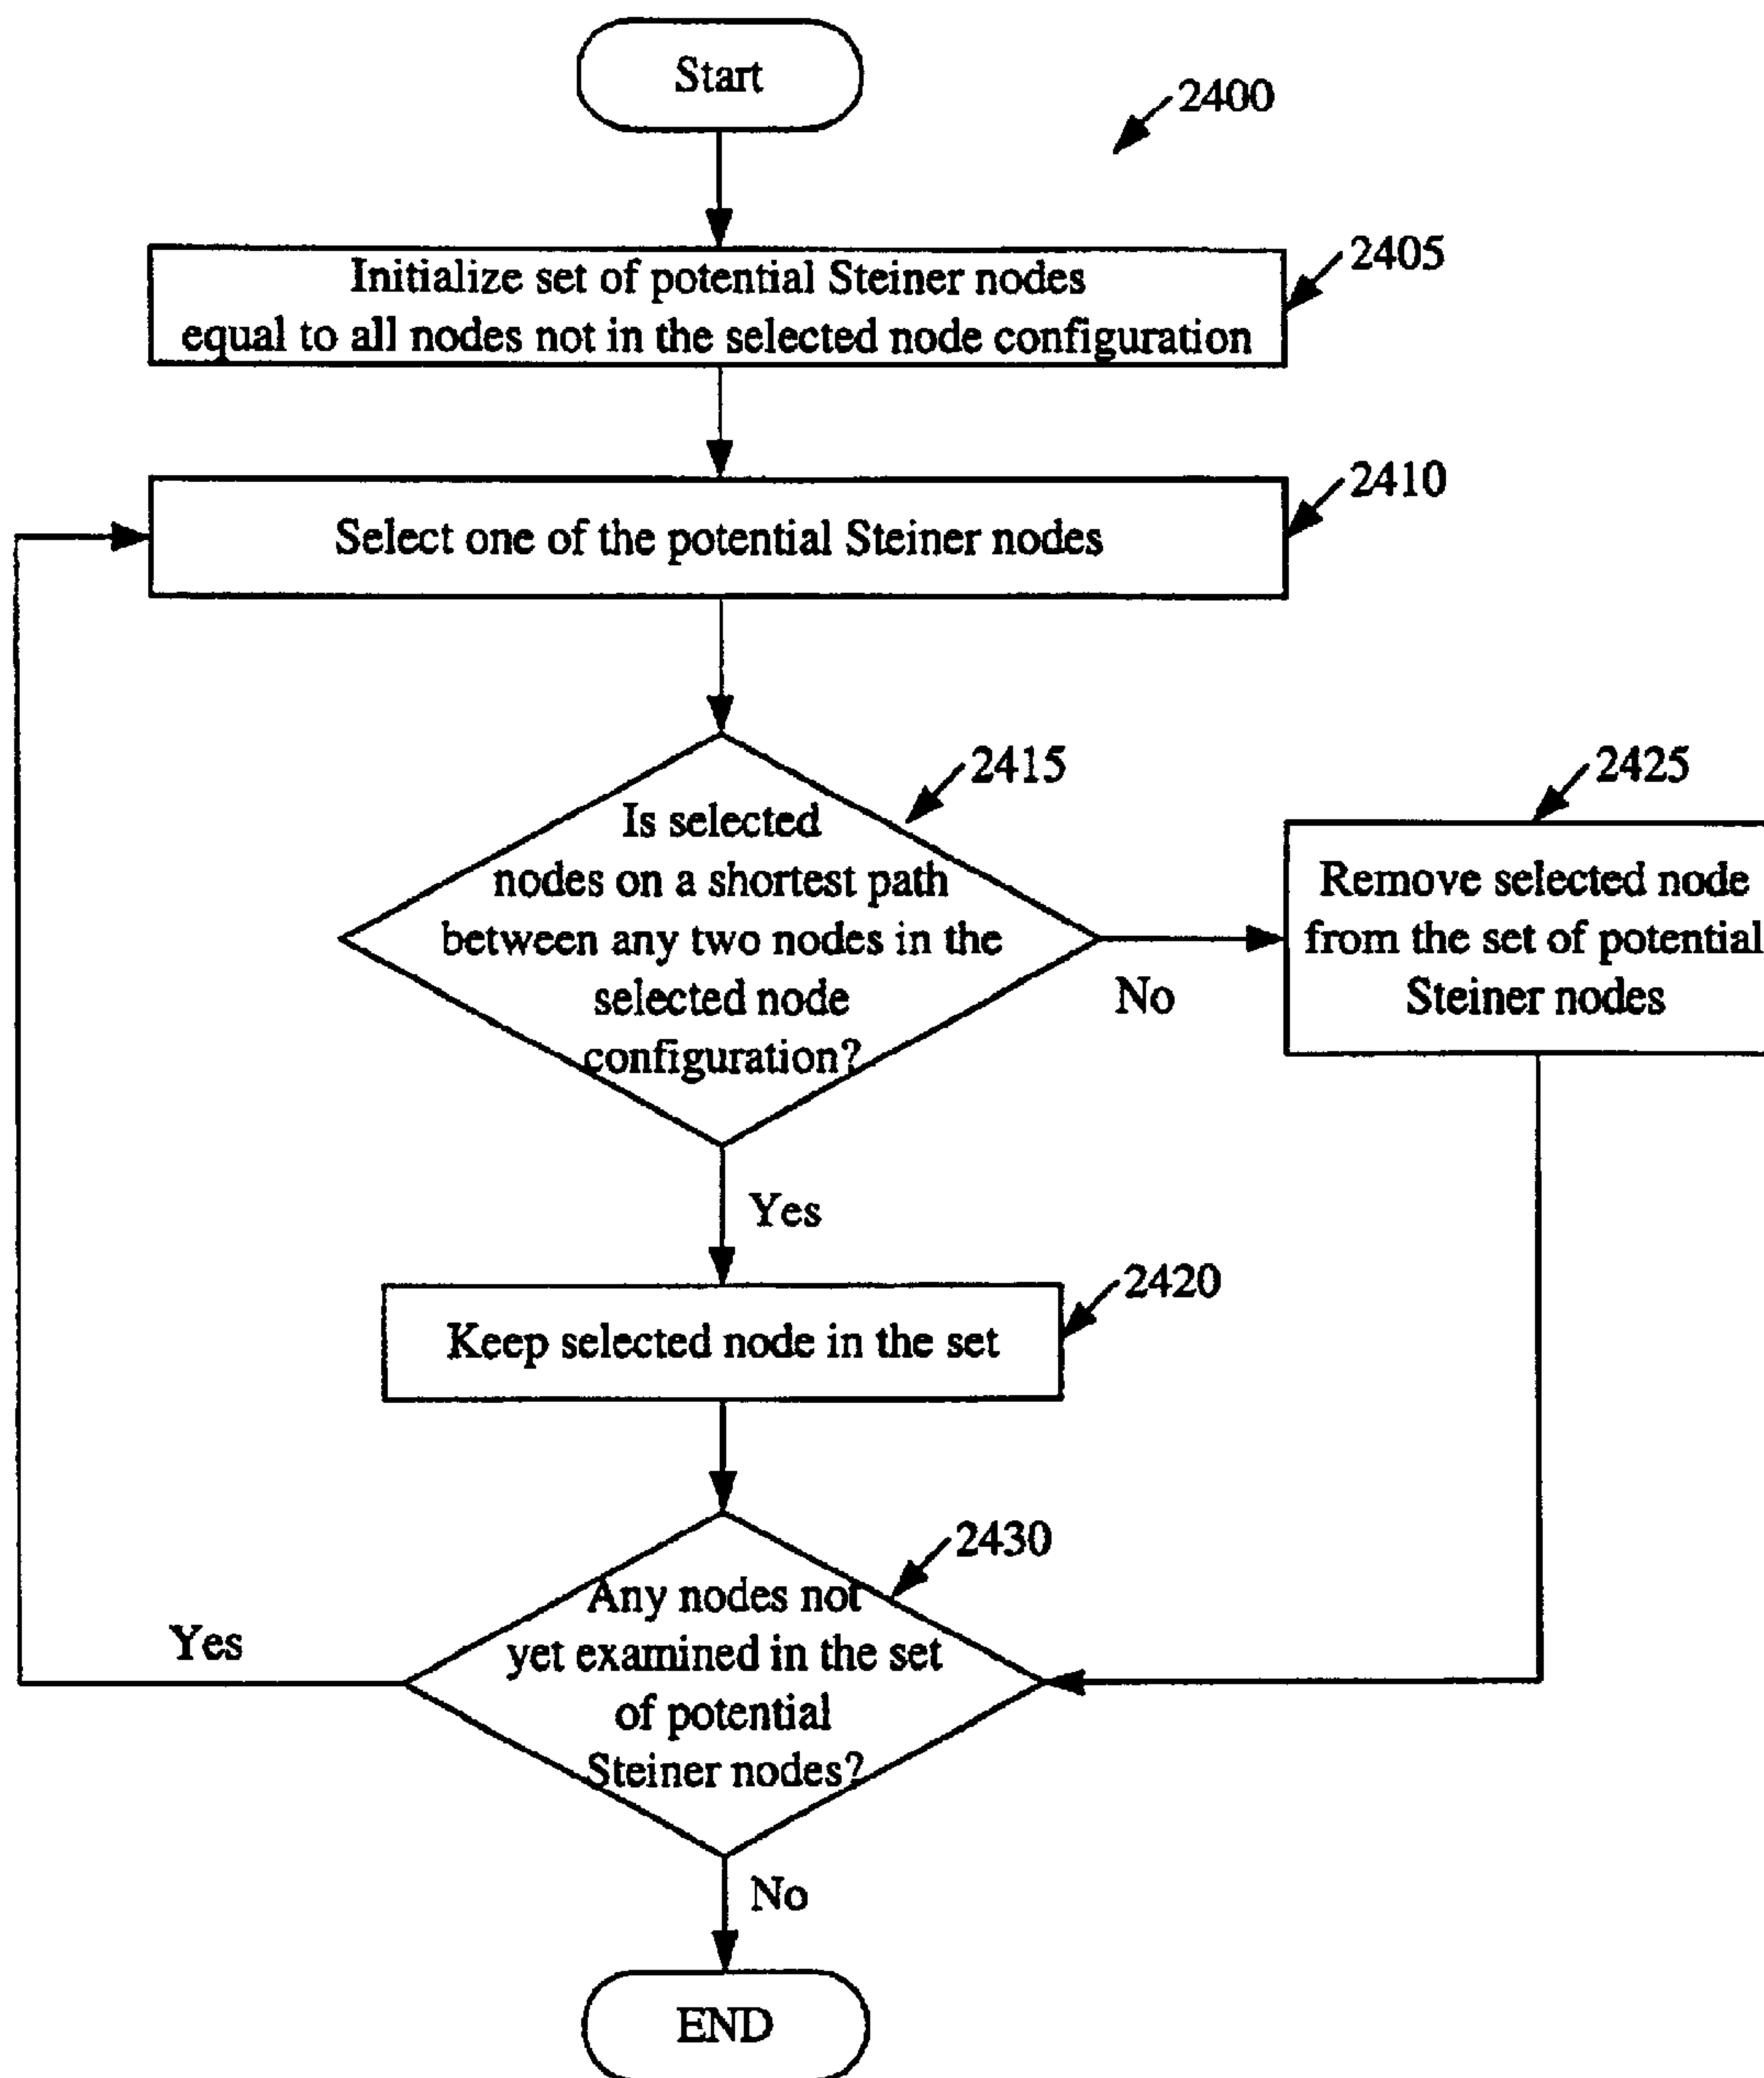 Start
2400
2405
Initialize set of potential Steiner nodes
equal to all nodes not in the selected node configuration
2410
Select one of the potential Steiner nodes
2415
Is selected
nodes on a shortest path
between any two nodes in the
selected node
configuration?
2425
Remove selected node
from the set of potential
Steiner nodes
No
Yes
2420
Keep selected node in the set
2430
Any nodes not
yet examined in the set
of potential
Steiner nodes?
Yes
No
END